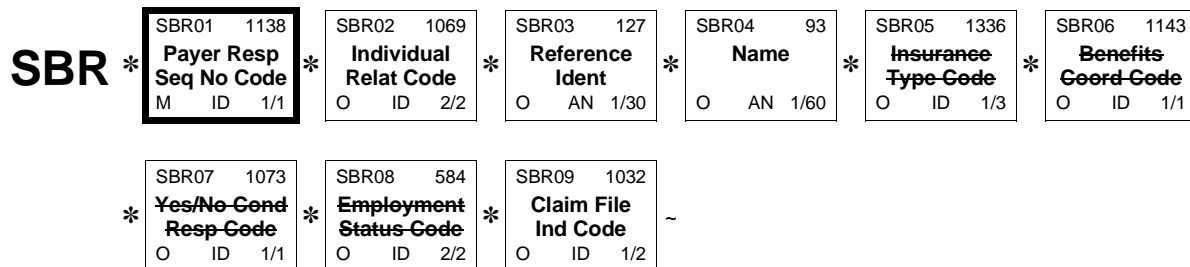 SBR * SBR01 1138 * SBR02 1069 * SBR03 127 * SBR04 93 * SBR05 1336 * SBR06 1143
Payer Resp Individual Reference Name Insurance Benefits
Seq No Code Relat Code Ident Type Code Coord Code
M ID 1/1 O ID 2/2 O AN 1/30 O AN 1/60 O ID 1/3 O ID 1/1
* SBR07 1073 * SBR08 584 * SBR09 1032 ~
Yes/No Cond Employment Claim File
Resp Code Status Code Ind Code
O ID 1/1 O ID 2/2 O ID 1/2